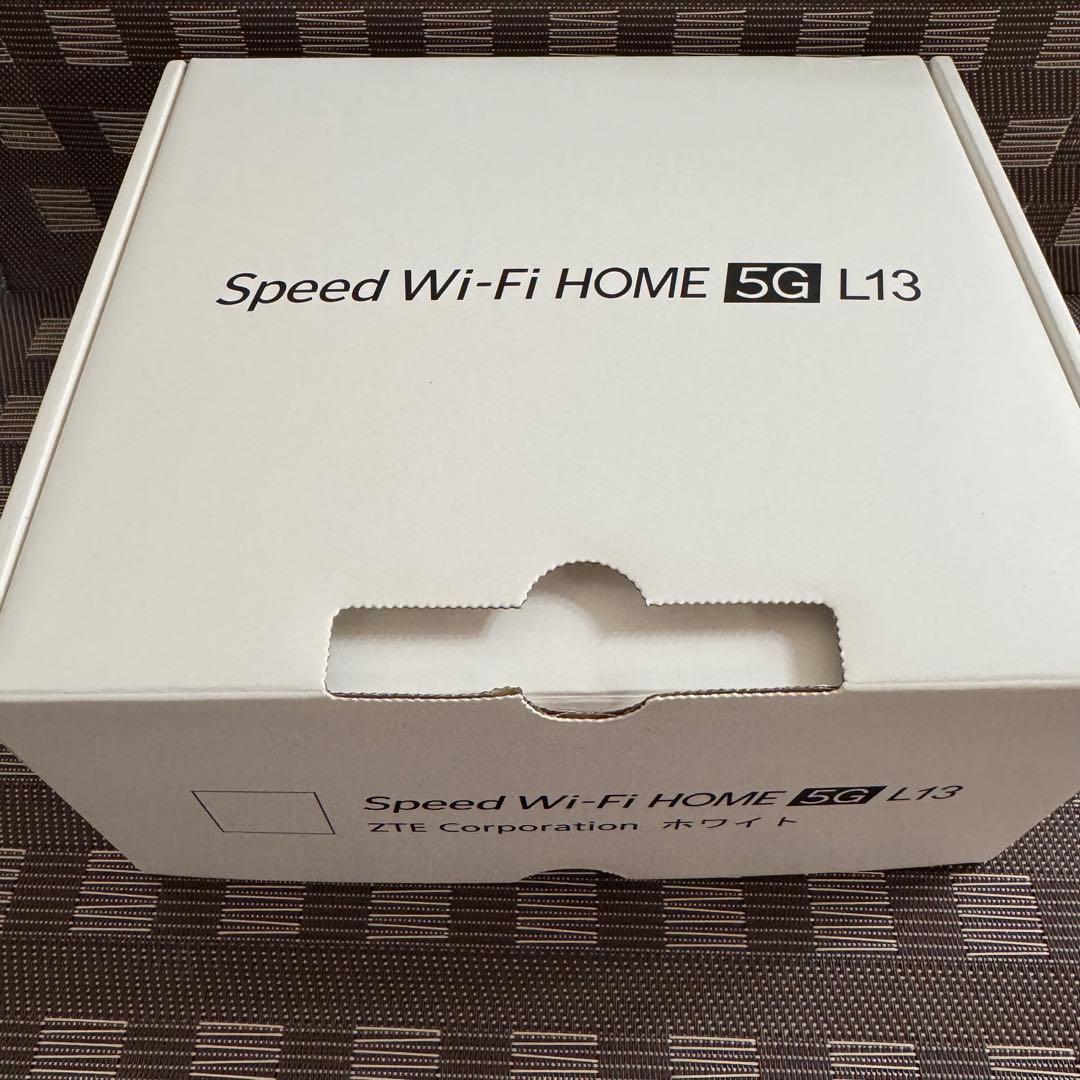 Speed Wi-Fi HOME 5G L13
Speed Wi-Fi HOME 5G L13
ZTE Corporation ホワイト